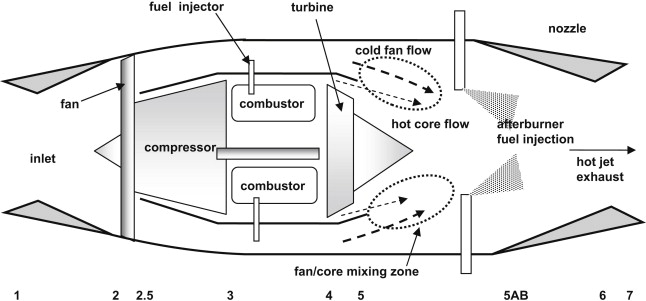 fuel injector
turbine
nozzle
cold fan flow
fan
combustor
hot core flow
afterburner
fuel injection
compressor
inlet
hot jet
exhaust
combustor
fan/core mixing zone
1 2 2.5 3 4 5 5AB 6 7